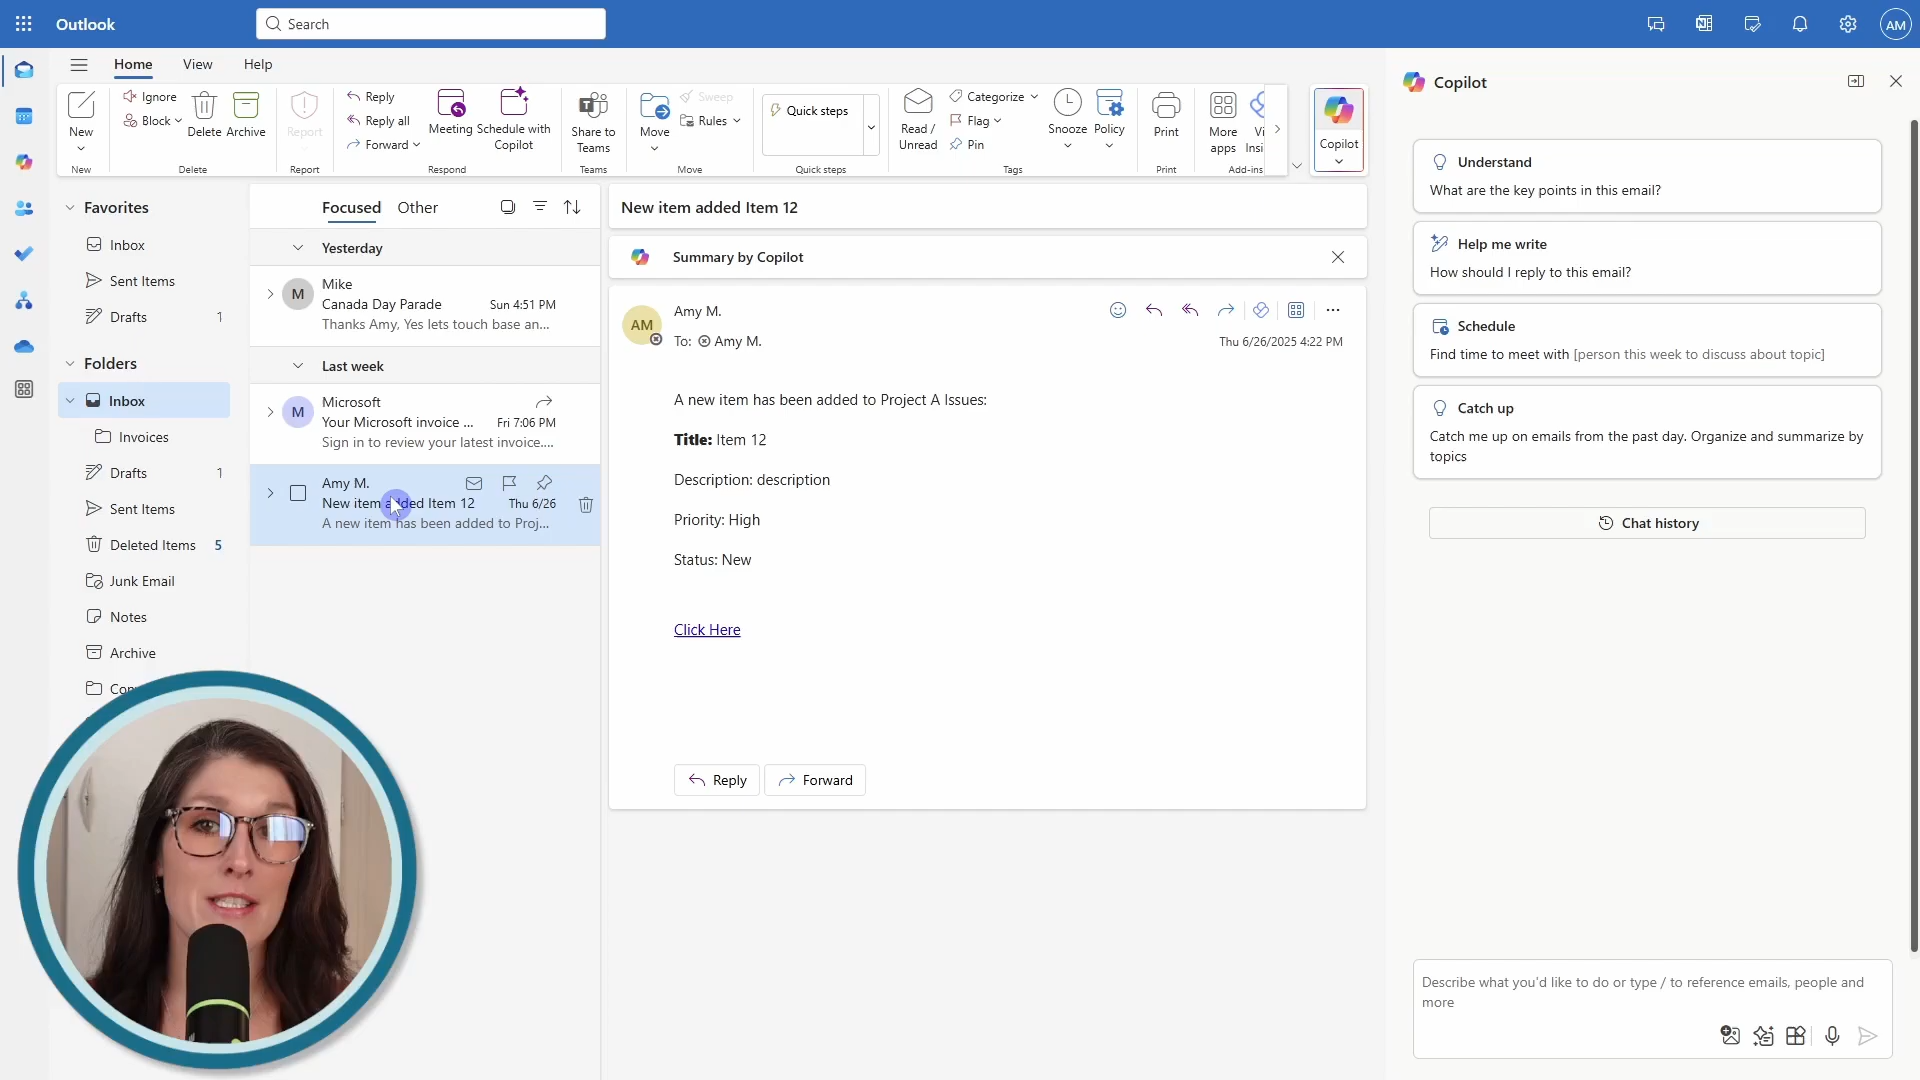 Outlook
Search
AM
Home
View
Help
New
Ignore
Block
Delete
Archive
Report
Reply
Reply all
Forward
Meeting
Schedule with
Copilot
Share to
Teams
Move
Sweep
Rules
Quick steps
Read /
Unread
Categorize
Flag
Pin
Snooze
Policy
Print
More
apps
Vi
Insi
Copilot
New
Delete
Report
Respond
Teams
Move
Quick steps
Tags
Print
Add-ins
Favorites
Inbox
Sent Items
Drafts 1
Folders
Inbox
Invoices
Drafts 1
Sent Items
Deleted Items 5
Junk Email
Notes
Archive
Focused
Other
Yesterday
M
Mike
Canada Day Parade Sun 4:51 PM
Thanks Amy, Yes lets touch base an...
Last week
M
Microsoft
Your Microsoft invoice ... Fri 7:06 PM
Sign in to review your latest invoice....
Amy M.
New item added Item 12 Thu 6/26
A new item has been added to Proj...
New item added Item 12
Summary by Copilot
AM
Amy M.
To: Amy M.
Thu 6/26/2025 4:22 PM
A new item has been added to Project A Issues:
Title: Item 12
Description: description
Priority: High
Status: New
Click Here
Reply
Forward
Copilot
Understand
What are the key points in this email?
Help me write
How should I reply to this email?
Schedule
Find time to meet with [person this week to discuss about topic]
Catch up
Catch me up on emails from the past day. Organize and summarize by
topics
Chat history
Describe what you'd like to do or type / to reference emails, people and
more